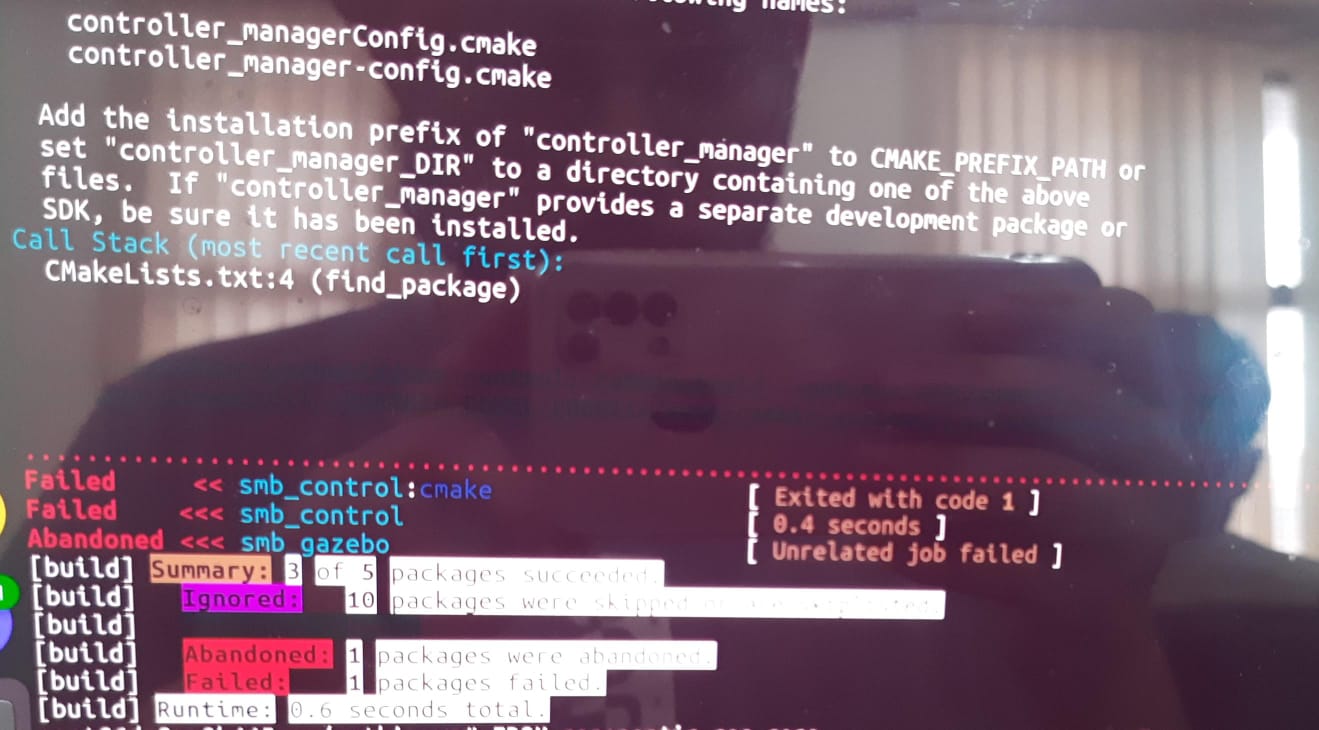 names:
controller_managerConfig.cmake
controller_manager-config.cmake
Add the installation prefix of "controller_manager" to CMAKE_PREFIX_PATH or
set "controller_manager_DIR" to a directory containing one of the above
files.  If "controller_manager" provides a separate development package or
SDK, be sure it has been installed.
Call Stack (most recent call first):
CMakeLists.txt:4 (find_package)
Failed << smb_control:cmake [ Exited with code 1 ]
Failed <<< smb_control [ 0.4 seconds ]
Abandoned <<< smb_gazebo [ Unrelated job failed ]
[build] Summary: 3 of 5 packages succeeded.
[build] Ignored: 10 packages were skipped
[build]
[build] Abandoned: 1 packages were abandoned.
[build] Failed: 1 packages failed.
[build] Runtime: 0.6 seconds total.